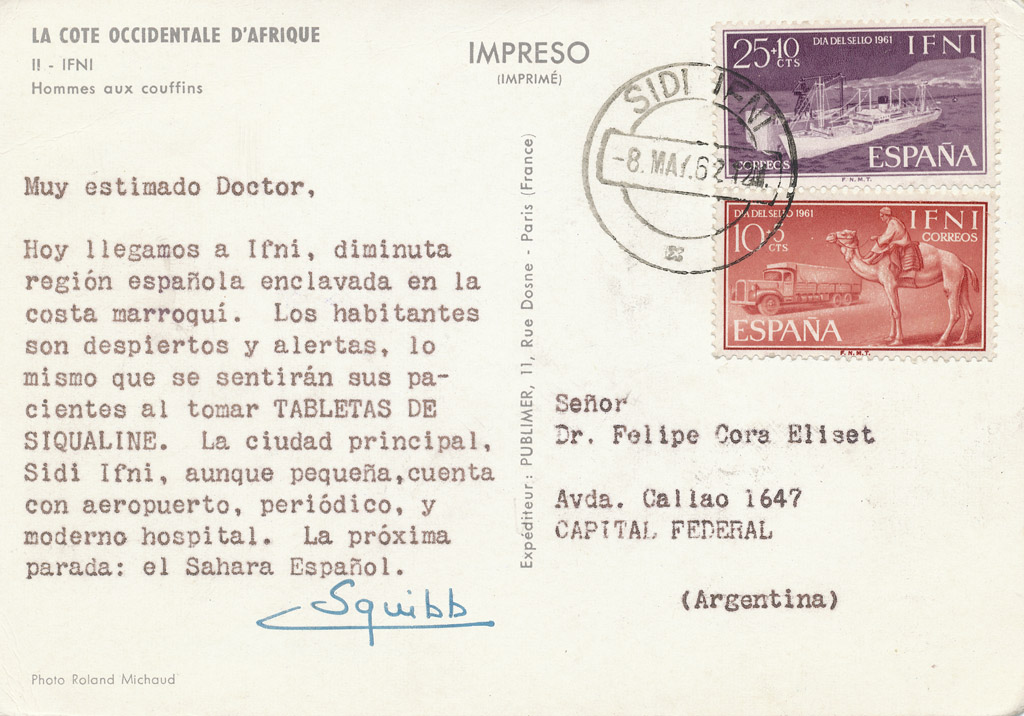 LA COTE OCCIDENTALE D'AFRIQUE
II - IFNI
Hommes aux couffins
IMPRESO
(IMPRIMÉ)
25+10 CTS
DIA DEL SELLO 1961
IFNI
CORREOS
ESPAÑA
F.N.M.T.
SIDI IFNI
-8. MAY.62 12M.
DIA DEL SELLO 1961
IFNI
CORREOS
10+5 CTS
ESPAÑA
F.N.M.T.
Muy estimado Doctor,
Hoy llegamos a Ifni, diminuta
región española enclavada en la
costa marroquí. Los habitantes
son despiertos y alertas, lo
mismo que se sentirán sus pa-
cientes al tomar TABLETAS DE
SIQUALINE. La ciudad principal,
Sidi Ifni, aunque pequeña,cuenta
con aeropuerto, periódico, y
moderno hospital. La próxima
parada: el Sahara Español.
Squibb
Expéditeur: PUBLIMER, 11, Rue Dosne - Paris (France)
Señor
Dr. Felipe Cora Eliset
Avda. Callao 1647
CAPITAL FEDERAL
(Argentina)
Photo Roland Michaud